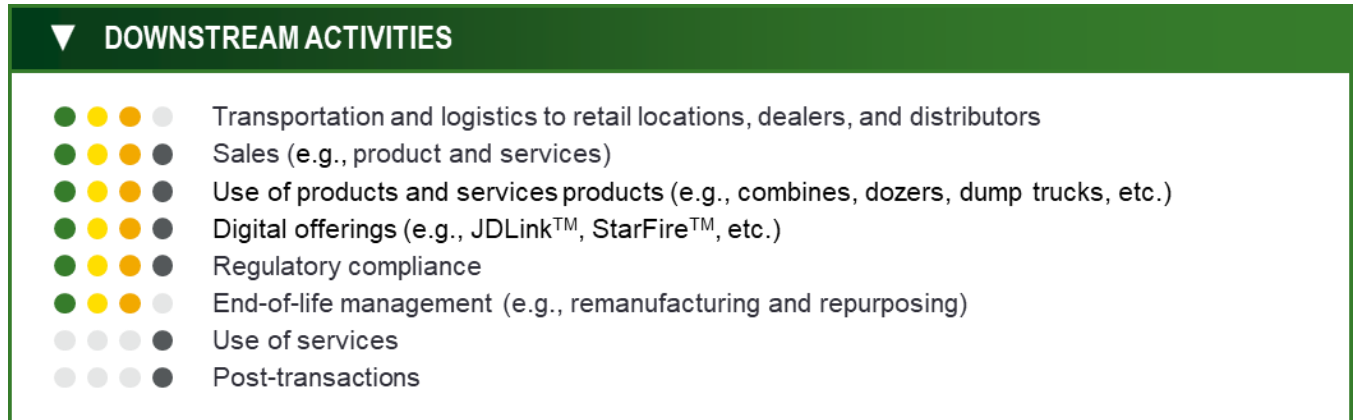 DOWNSTREAM ACTIVITIES
Transportation and logistics to retail locations, dealers, and distributors
Sales (e.g., product and services)
Use of products and services products (e.g., combines, dozers, dump trucks, etc.)
Digital offerings (e.g., JDLink™, StarFire™, etc.)
Regulatory compliance
End-of-life management (e.g., remanufacturing and repurposing)
Use of services
Post-transactions